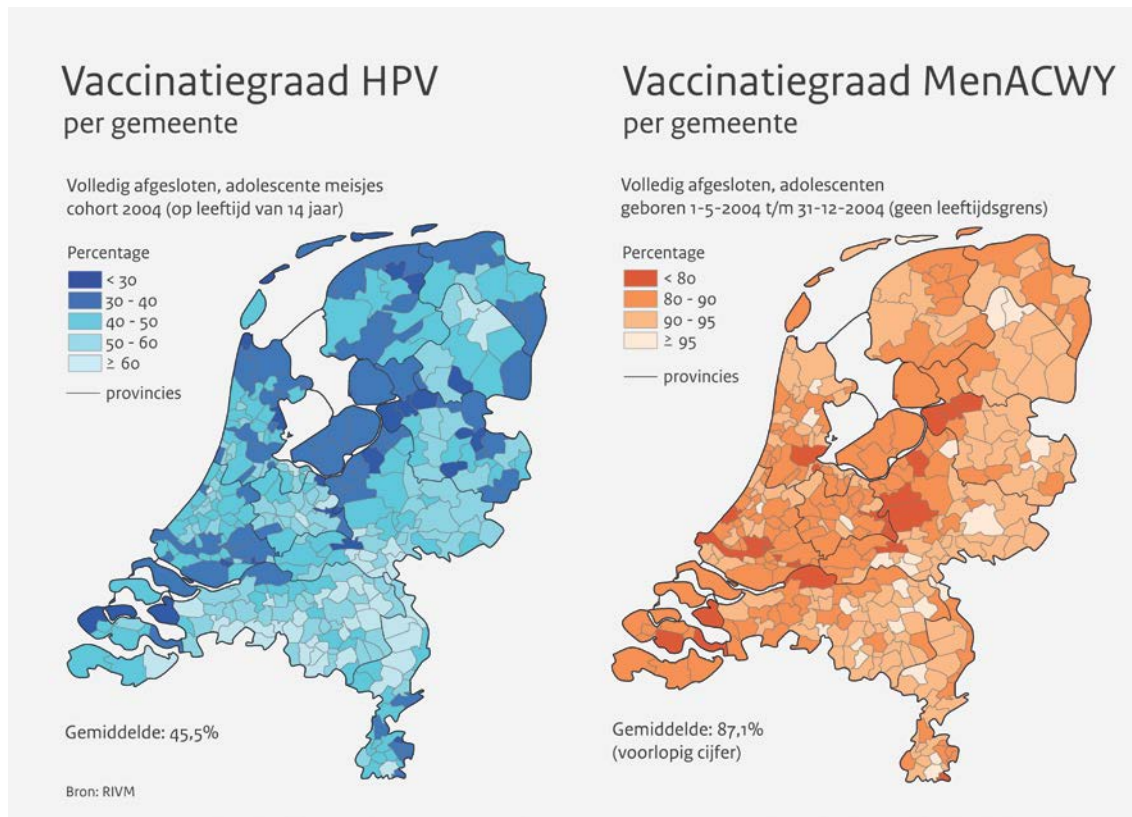 Vaccinatiegraad HPV
per gemeente
Volledig afgesloten, adolescente meisjes
cohort 2004 (op leeftijd van 14 jaar)
Percentage
< 30
30 - 40
40 - 50
50 - 60
≥ 60
provincies
Gemiddelde: 45,5%
Bron: RIVM
Vaccinatiegraad MenACWY
per gemeente
Volledig afgesloten, adolescenten
geboren 1-5-2004 t/m 31-12-2004 (geen leeftijdsgrens)
Percentage
< 80
80 - 90
90 - 95
≥ 95
provincies
Gemiddelde: 87,1%
(voorlopig cijfer)